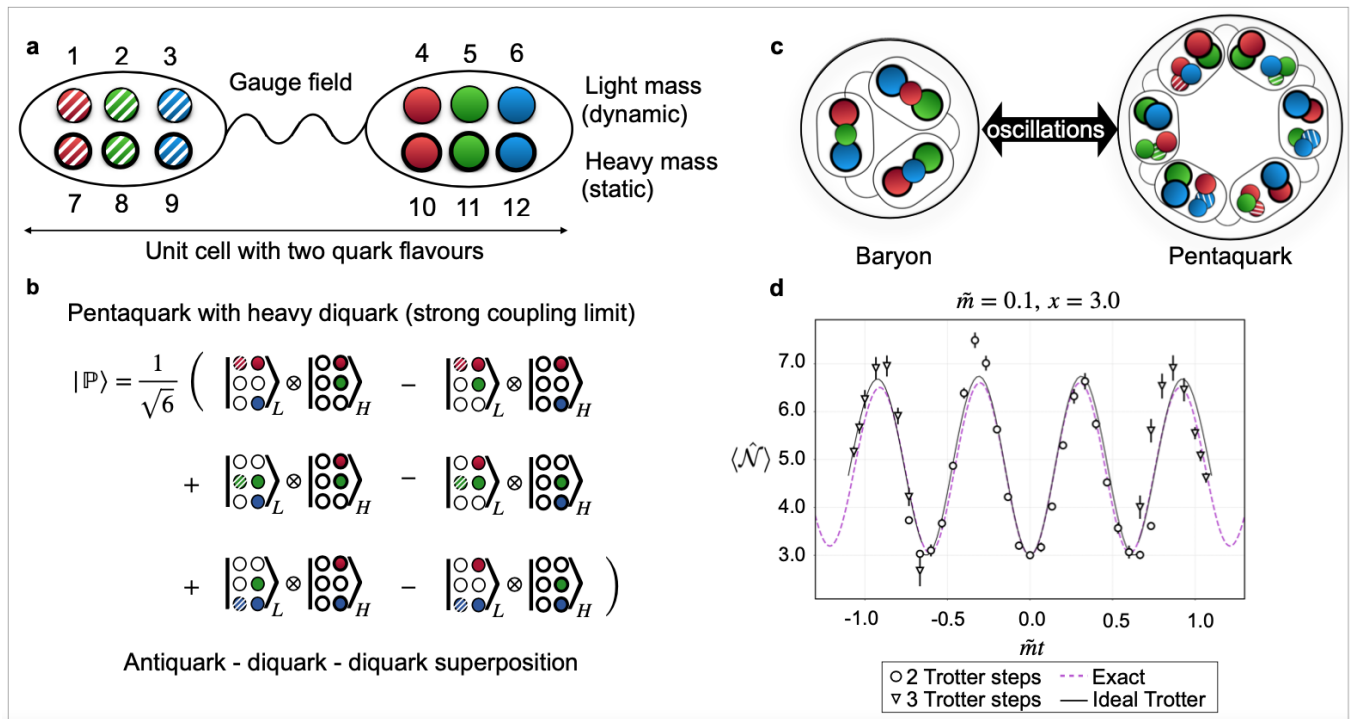 a
1 2 3 4 5 6
Gauge field
Light mass
(dynamic)
Heavy mass
(static)
7 8 9 10 11 12
Unit cell with two quark flavours
b
Pentaquark with heavy diquark (strong coupling limit)
|ℙ⟩ = 1/√6 ( | ⟩L ⊗ | ⟩H − | ⟩L ⊗ | ⟩H
+ | ⟩L ⊗ | ⟩H − | ⟩L ⊗ | ⟩H
+ | ⟩L ⊗ | ⟩H − | ⟩L ⊗ | ⟩H )
Antiquark - diquark - diquark superposition
c
oscillations
Baryon
Pentaquark
d
m̃ = 0.1, x = 3.0
⟨𝒩̂⟩
7.0
6.0
5.0
4.0
3.0
-1.0 -0.5 0.0 0.5 1.0
m̃t
2 Trotter steps Exact
3 Trotter steps Ideal Trotter